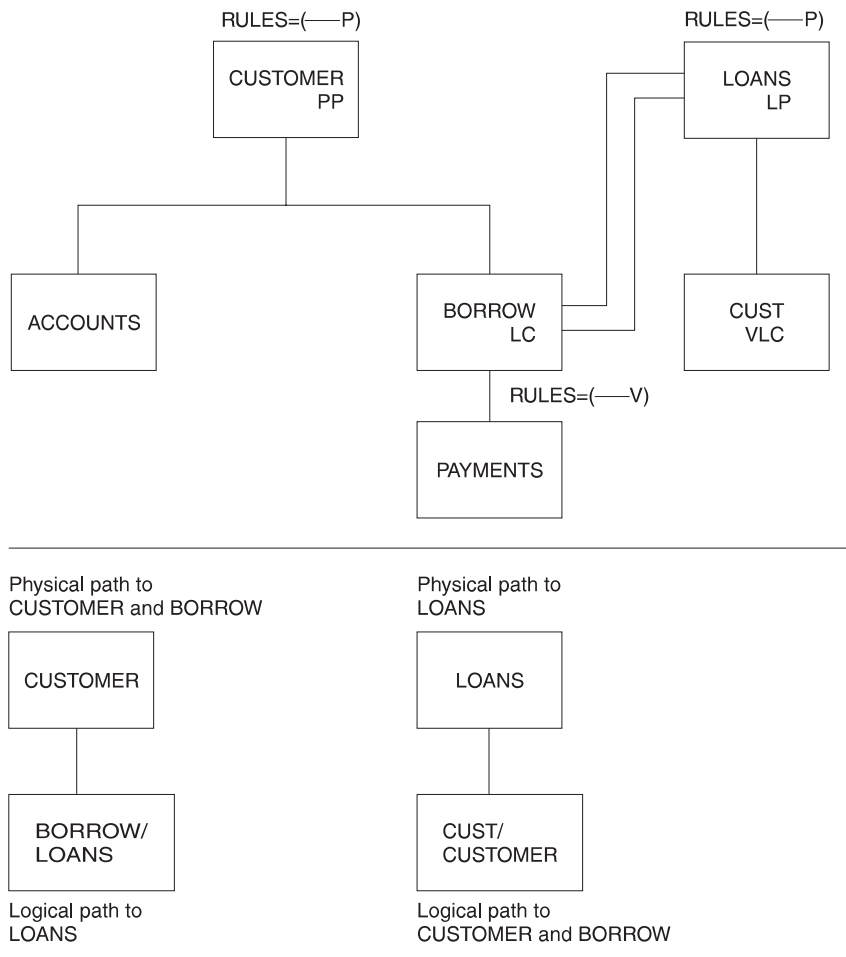 RULES=(——P)
RULES=(——P)
CUSTOMER
PP
LOANS
LP
ACCOUNTS
BORROW
LC
CUST
VLC
RULES=(——V)
PAYMENTS
Physical path to
CUSTOMER and BORROW
CUSTOMER
BORROW/
LOANS
Logical path to
LOANS
Physical path to
LOANS
LOANS
CUST/
CUSTOMER
Logical path to
CUSTOMER and BORROW